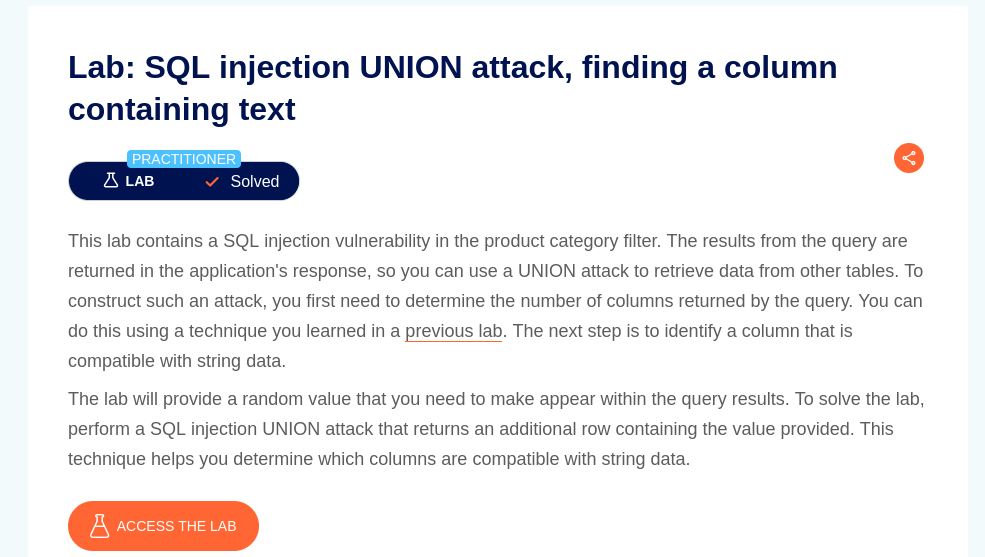 Lab: SQL injection UNION attack, finding a column
containing text
PRACTITIONER
LAB
Solved
This lab contains a SQL injection vulnerability in the product category filter. The results from the query are
returned in the application's response, so you can use a UNION attack to retrieve data from other tables. To
construct such an attack, you first need to determine the number of columns returned by the query. You can
do this using a technique you learned in a previous lab. The next step is to identify a column that is
compatible with string data.
The lab will provide a random value that you need to make appear within the query results. To solve the lab,
perform a SQL injection UNION attack that returns an additional row containing the value provided. This
technique helps you determine which columns are compatible with string data.
ACCESS THE LAB